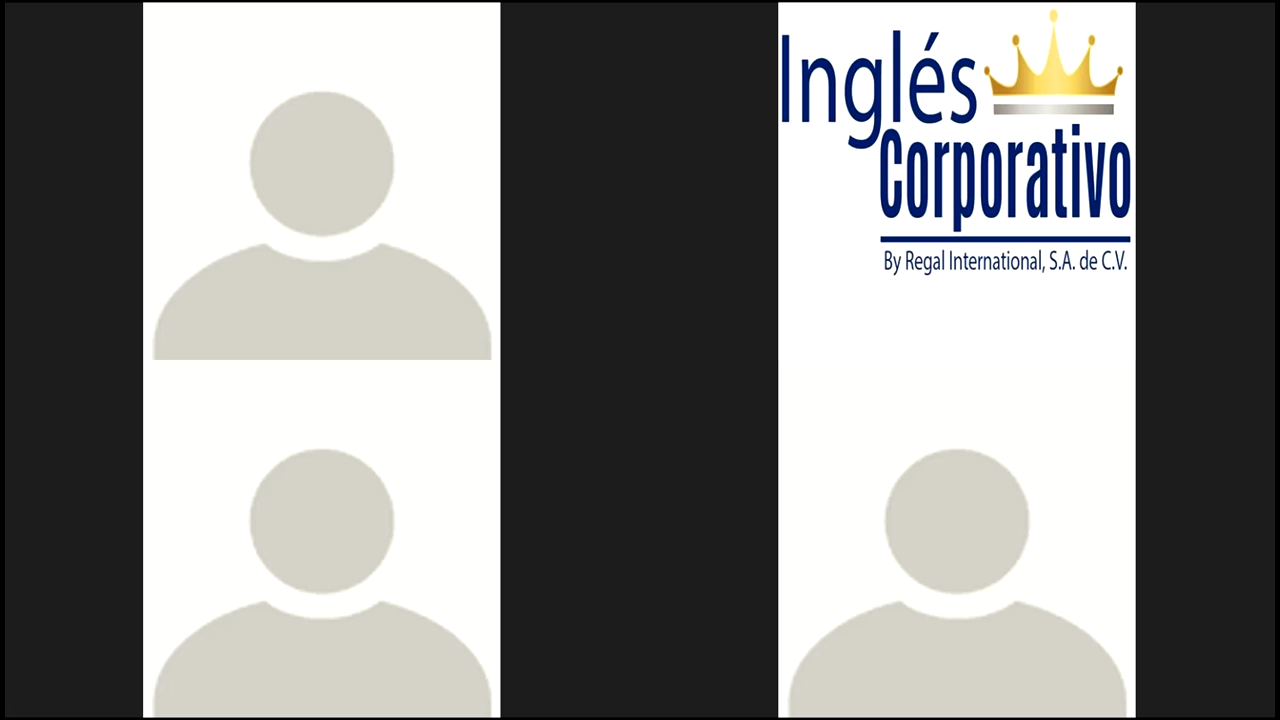 Inglés
Corporativo
By Regal International, S.A. de C.V.